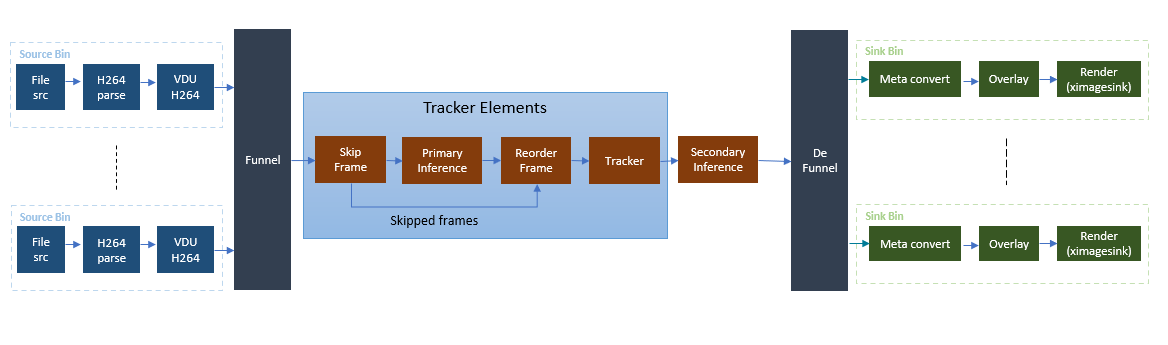 Source Bin
File
src
H264
parse
VDU
H264
Source Bin
File
src
H264
parse
VDU
H264
Funnel
Tracker Elements
Skip
Frame
Primary
Inference
Reorder
Frame
Tracker
Skipped frames
Secondary
Inference
De
Funnel
Sink Bin
Meta convert
Overlay
Render
(ximagesink)
Sink Bin
Meta convert
Overlay
Render
(ximagesink)